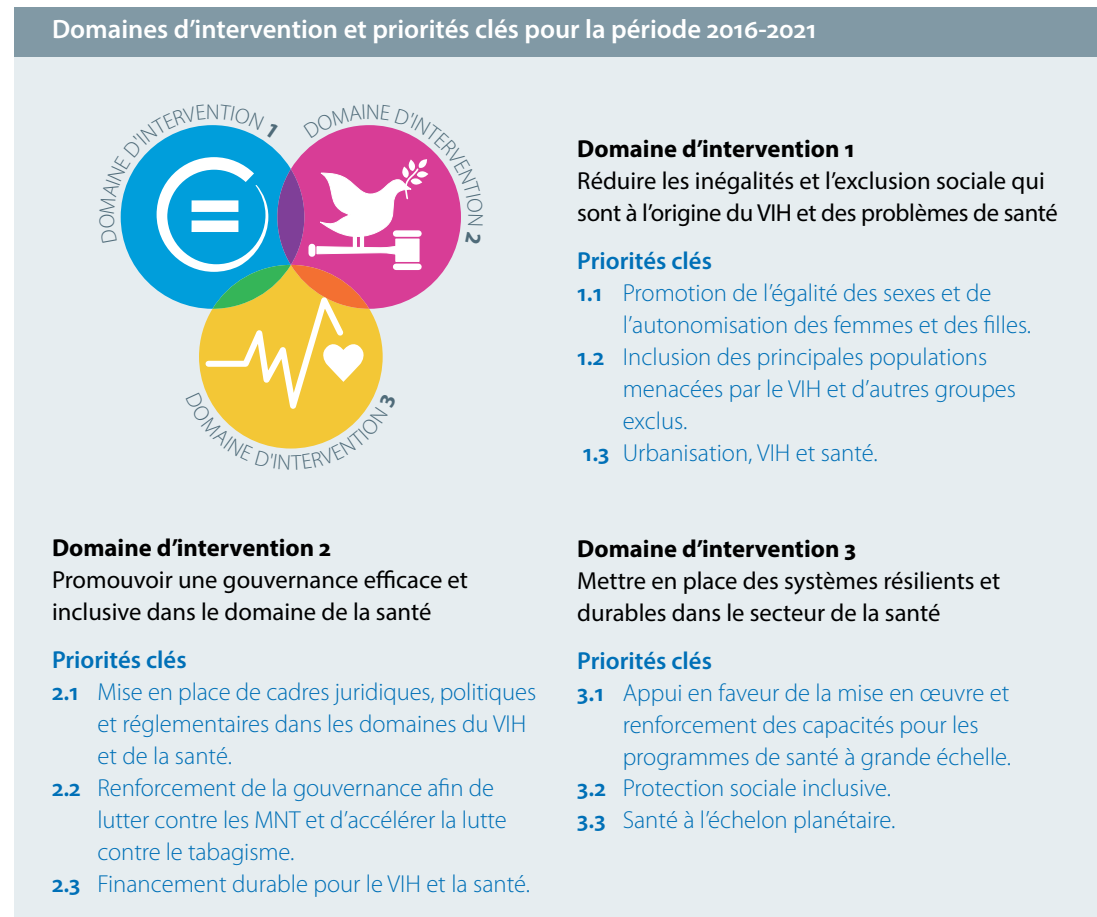 Domaines d’intervention et priorités clés pour la période 2016-2021
DOMAINE D'INTERVENTION 1
DOMAINE D'INTERVENTION 2
DOMAINE D'INTERVENTION 3
Domaine d’intervention 1
Réduire les inégalités et l’exclusion sociale qui
sont à l’origine du VIH et des problèmes de santé
Priorités clés
1.1 Promotion de l’égalité des sexes et de
l’autonomisation des femmes et des filles.
1.2 Inclusion des principales populations
menacées par le VIH et d’autres groupes
exclus.
1.3 Urbanisation, VIH et santé.
Domaine d’intervention 2
Promouvoir une gouvernance efficace et
inclusive dans le domaine de la santé
Priorités clés
2.1 Mise en place de cadres juridiques, politiques
et réglementaires dans les domaines du VIH
et de la santé.
2.2 Renforcement de la gouvernance afin de
lutter contre les MNT et d’accélérer la lutte
contre le tabagisme.
2.3 Financement durable pour le VIH et la santé.
Domaine d’intervention 3
Mettre en place des systèmes résilients et
durables dans le secteur de la santé
Priorités clés
3.1 Appui en faveur de la mise en œuvre et
renforcement des capacités pour les
programmes de santé à grande échelle.
3.2 Protection sociale inclusive.
3.3 Santé à l’échelon planétaire.